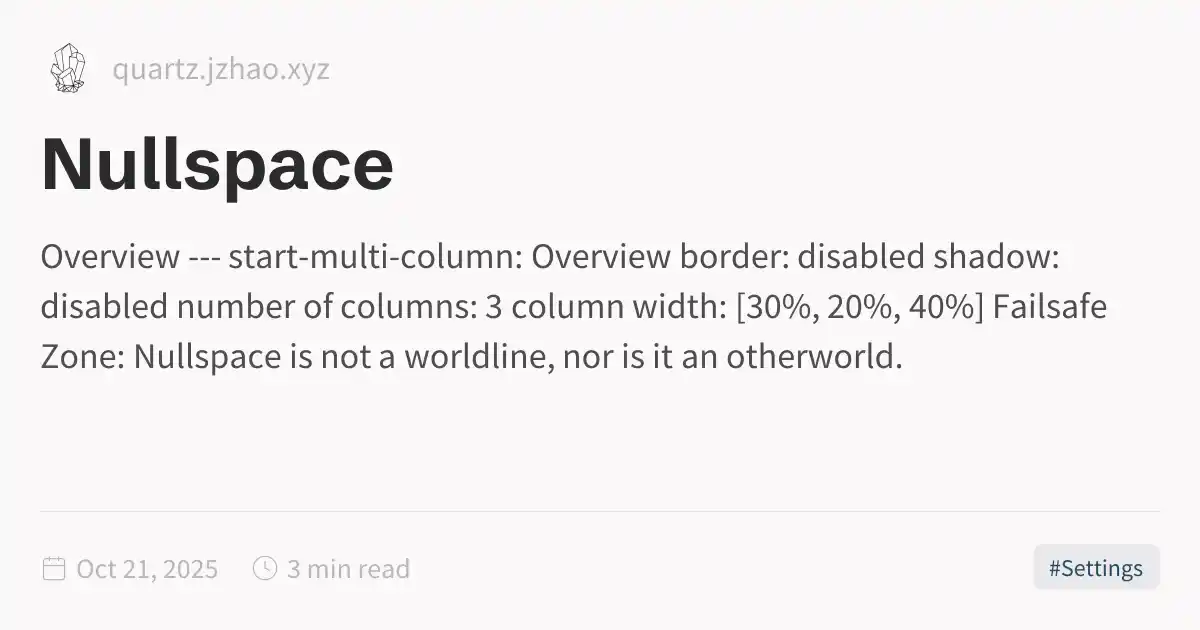 quartz.jzhao.xyz
Nullspace
Overview --- start-multi-column: Overview border: disabled shadow:
disabled number of columns: 3 column width: [30%, 20%, 40%] Failsafe
Zone: Nullspace is not a worldline, nor is it an otherworld.
Oct 21, 2025 3 min read #Settings